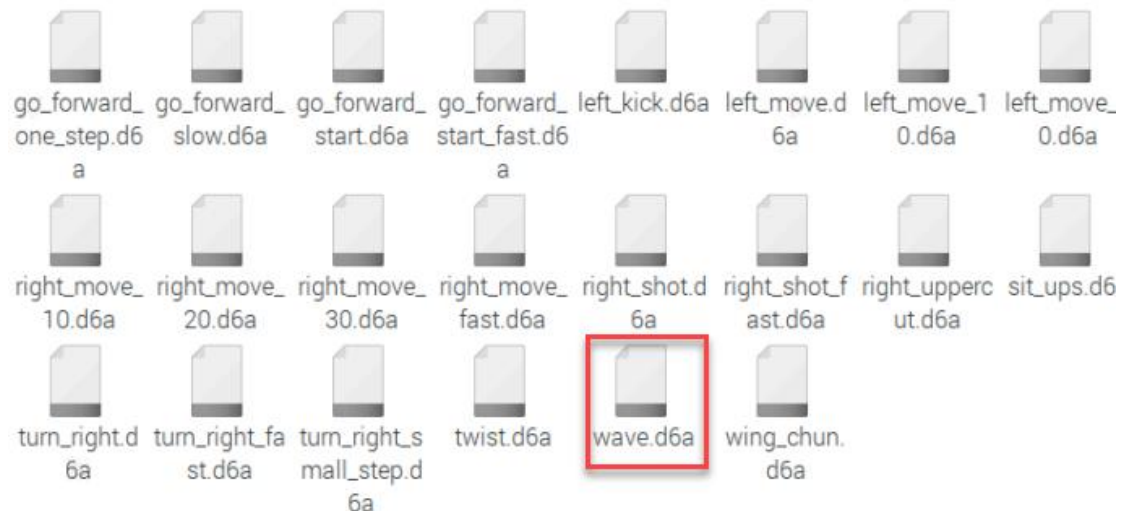 go_forward_ go_forward_ go_forward_ go_forward_ left_kick.d6a left_move.d left_move_1 left_move_
one_step.d6 slow.d6a start.d6a start_fast.d6 6a 0.d6a 0.d6a
a a
right_move_ right_move_ right_move_ right_move_ right_shot.d right_shot_f right_upperc sit_ups.d6
10.d6a 20.d6a 30.d6a fast.d6a 6a ast.d6a ut.d6a
turn_right.d turn_right_fa turn_right_s twist.d6a wave.d6a wing_chun.
6a st.d6a mall_step.d d6a
6a